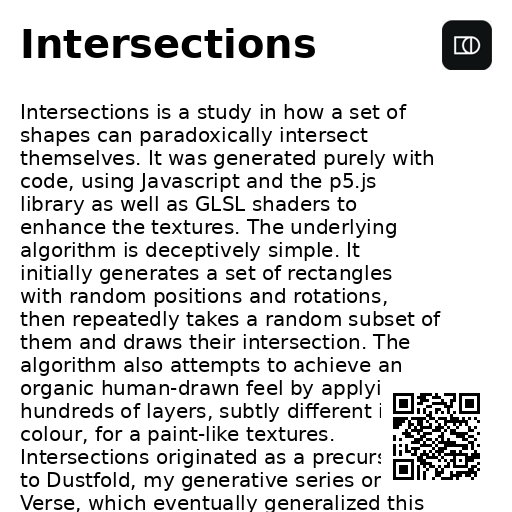 Intersections
Intersections is a study in how a set of
shapes can paradoxically intersect
themselves. It was generated purely with
code, using Javascript and the p5.js
library as well as GLSL shaders to
enhance the textures. The underlying
algorithm is deceptively simple. It
initially generates a set of rectangles
with random positions and rotations,
then repeatedly takes a random subset of
them and draws their intersection. The
algorithm also attempts to achieve an
organic human-drawn feel by applyi
hundreds of layers, subtly different
colour, for a paint-like textures.
Intersections originated as a precurs
to Dustfold, my generative series on
Verse, which eventually generalized this